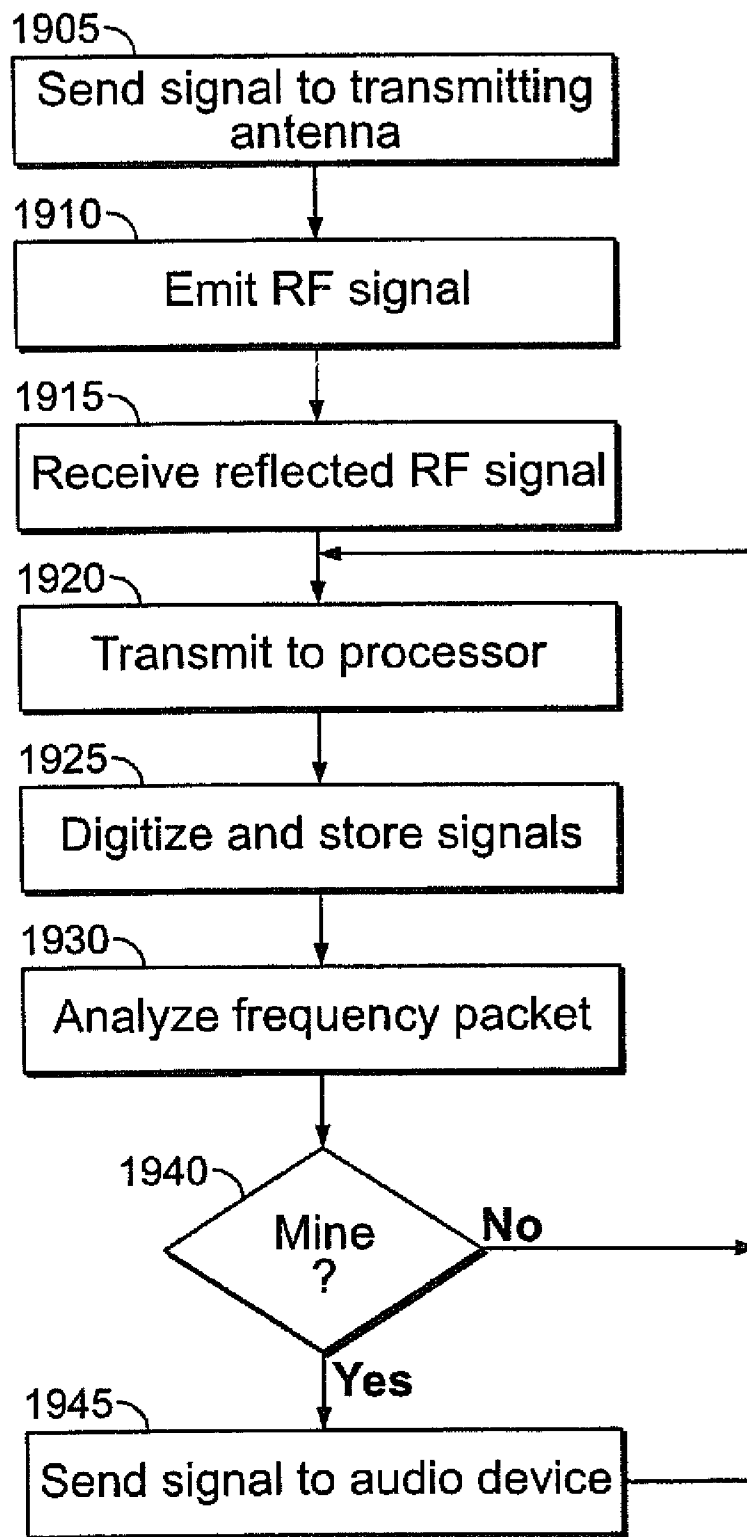 1905
Send signal to transmitting
antenna
1910
Emit RF signal
1915
Receive reflected RF signal
1920
Transmit to processor
1925
Digitize and store signals
1930
Analyze frequency packet
1940
Mine
?
No
Yes
1945
Send signal to audio device